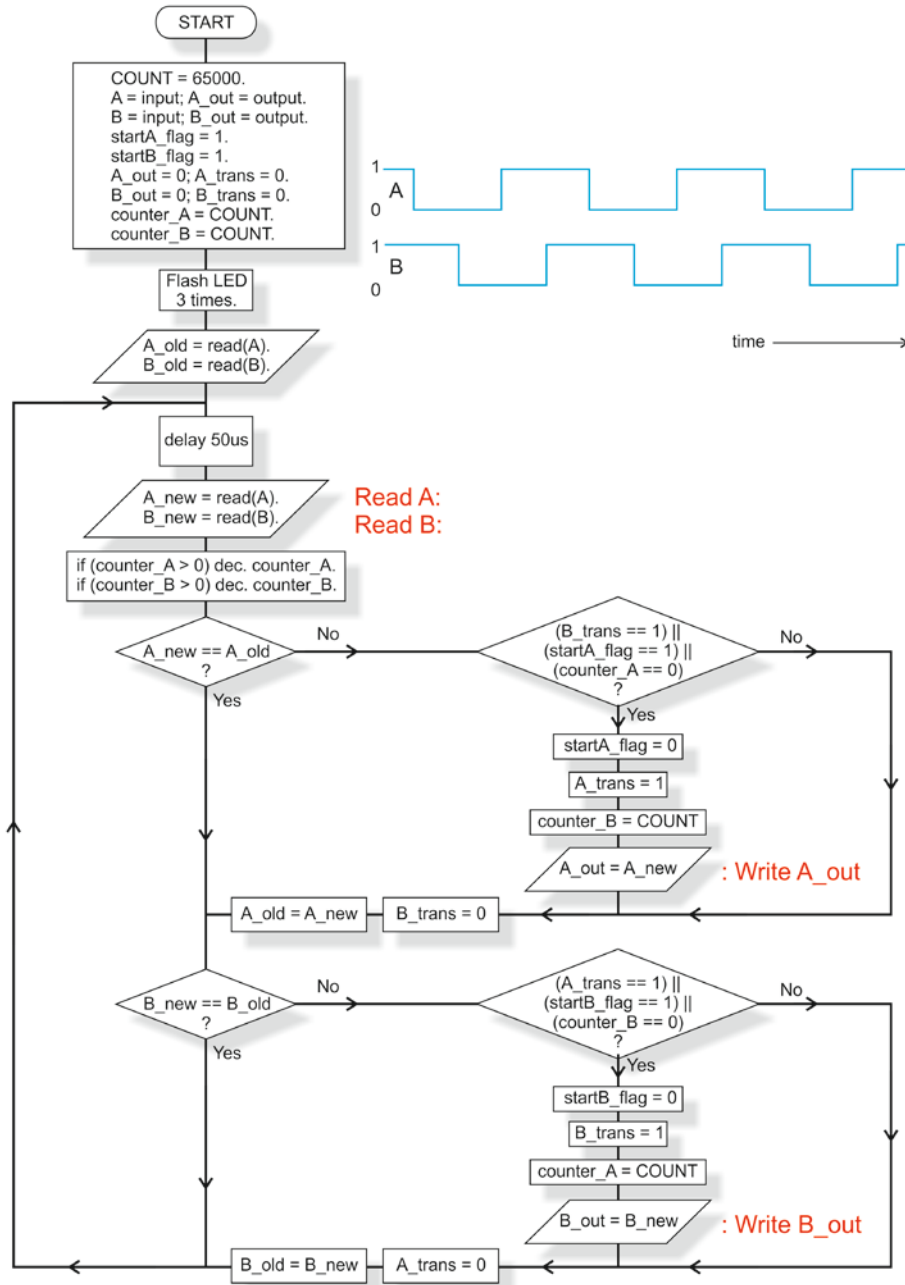 START
COUNT = 65000.
A = input; A_out = output.
B = input; B_out = output.
startA_flag = 1.
startB_flag = 1.
A_out = 0; A_trans = 0.
B_out = 0; B_trans = 0.
counter_A = COUNT.
counter_B = COUNT.
1
A
0
1
B
0
time
Flash LED
3 times.
A_old = read(A).
B_old = read(B).
delay 50us
A_new = read(A).
B_new = read(B).
Read A:
Read B:
if (counter_A > 0) dec. counter_A.
if (counter_B > 0) dec. counter_B.
A_new == A_old
?
No
Yes
(B_trans == 1) ||
(startA_flag == 1) ||
(counter_A == 0)
?
No
Yes
startA_flag = 0
A_trans = 1
counter_B = COUNT
A_out = A_new
: Write A_out
A_old = A_new
B_trans = 0
B_new == B_old
?
No
Yes
(A_trans == 1) ||
(startB_flag == 1) ||
(counter_B == 0)
?
No
Yes
startB_flag = 0
B_trans = 1
counter_A = COUNT
B_out = B_new
: Write B_out
B_old = B_new
A_trans = 0